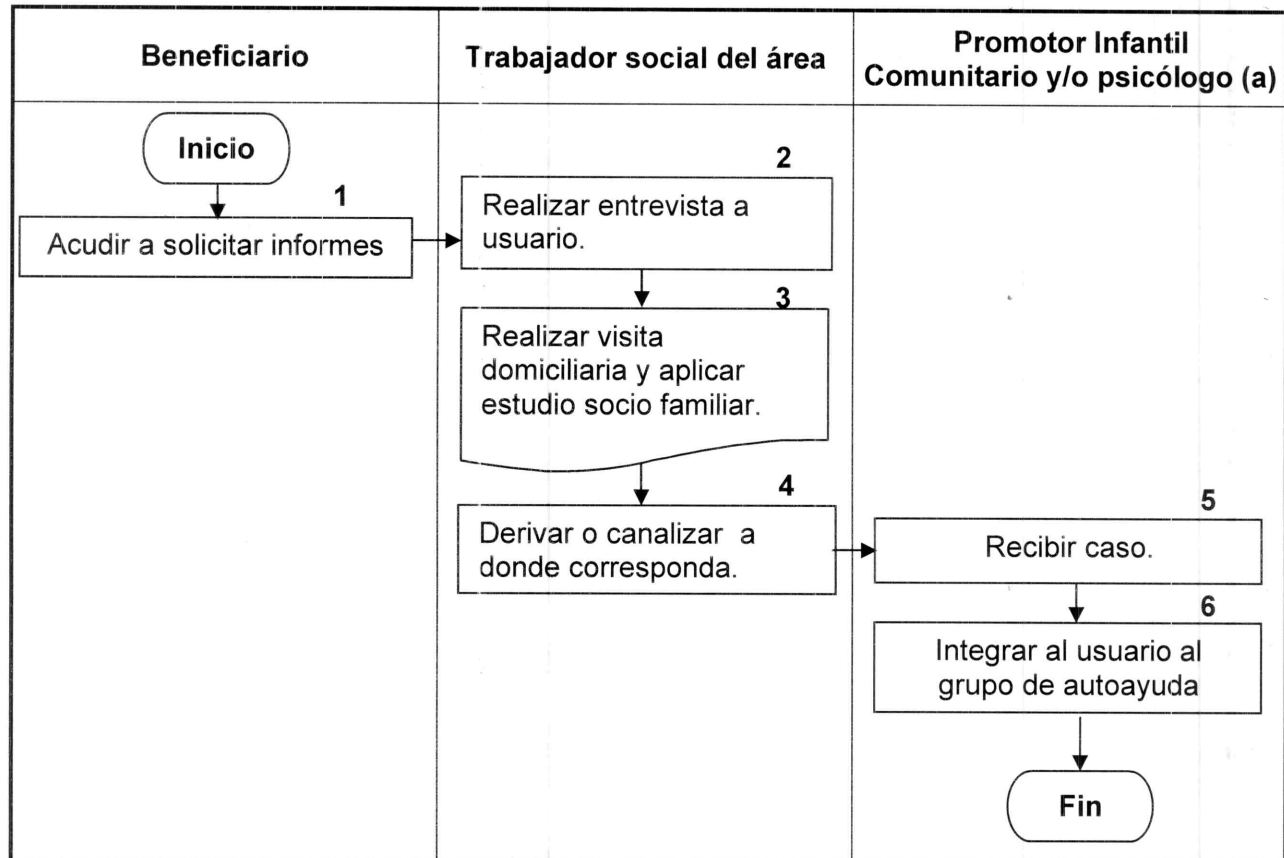 Beneficiario
Trabajador social del área
Promotor Infantil
Comunitario y/o psicólogo (a)
Inicio
1
Acudir a solicitar informes
2
Realizar entrevista a
usuario.
3
Realizar visita
domiciliaria y aplicar
estudio socio familiar.
4
Derivar o canalizar a
donde corresponda.
5
Recibir caso.
6
Integrar al usuario al
grupo de autoayuda
Fin